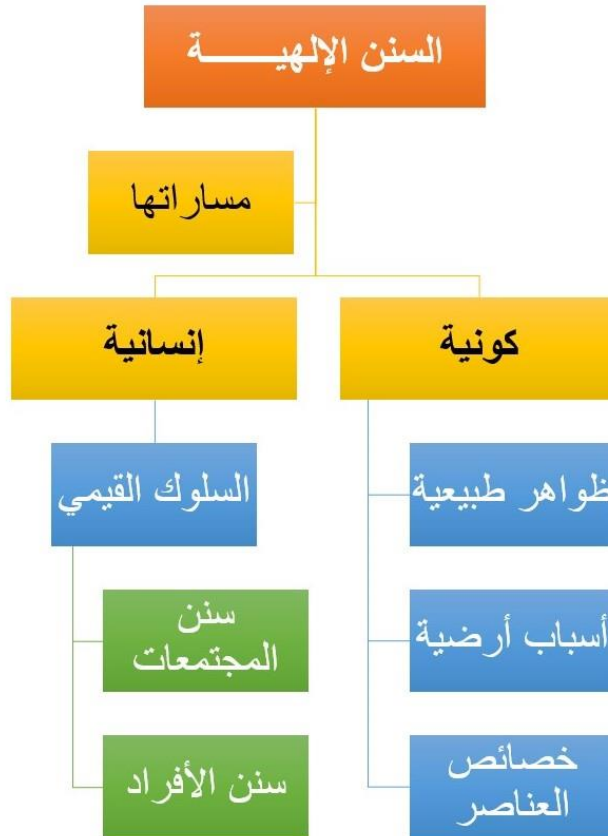 السنن الإلهيـــــة
مساراتها
كونية
إنسانية
ظواهر طبيعية
أسباب أرضية
خصائص
العناصر
السلوك القيمي
سنن
المجتمعات
سنن الأفراد